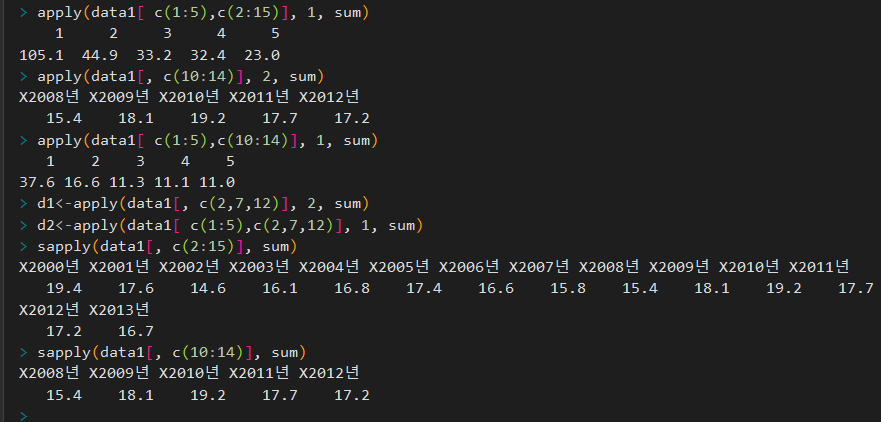 > apply(data1[ c(1:5),c(2:15)], 1, sum)
    1     2     3     4     5
105.1  44.9  33.2  32.4  23.0
> apply(data1[, c(10:14)], 2, sum)
X2008년 X2009년 X2010년 X2011년 X2012년
   15.4    18.1    19.2    17.7    17.2
> apply(data1[ c(1:5),c(10:14)], 1, sum)
   1    2    3    4    5
37.6 16.6 11.3 11.1 11.0
> d1<-apply(data1[, c(2,7,12)], 2, sum)
> d2<-apply(data1[ c(1:5),c(2,7,12)], 1, sum)
> sapply(data1[, c(2:15)], sum)
X2000년 X2001년 X2002년 X2003년 X2004년 X2005년 X2006년 X2007년 X2008년 X2009년 X2010년 X2011년
   19.4    17.6    14.6    16.1    16.8    17.4    16.6    15.8    15.4    18.1    19.2    17.7
X2012년 X2013년
   17.2    16.7
> sapply(data1[, c(10:14)], sum)
X2008년 X2009년 X2010년 X2011년 X2012년
   15.4    18.1    19.2    17.7    17.2
>